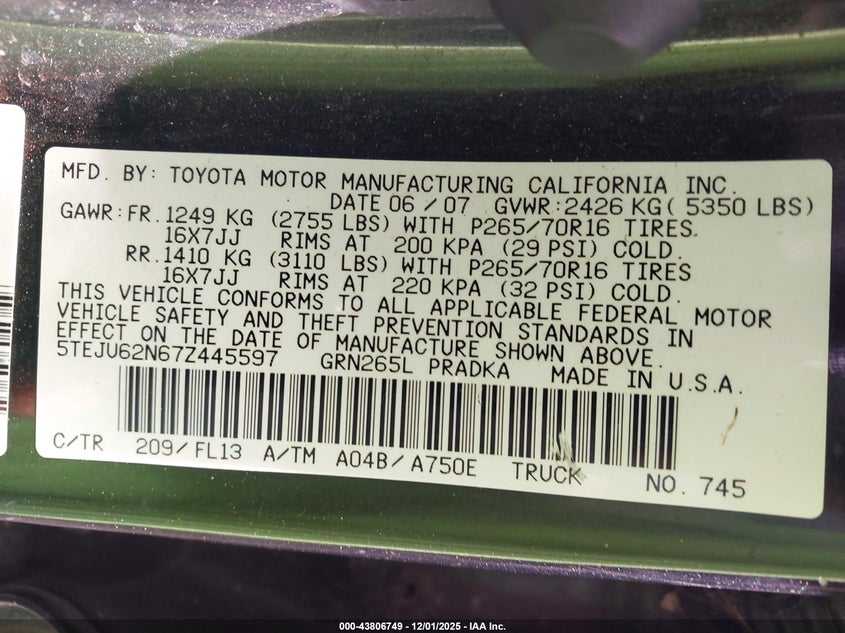 MFD. BY: TOYOTA MOTOR MANUFACTURING CALIFORNIA INC.
DATE 06 / 07 GVWR: 2426 KG ( 5350 LBS)
GAWR: FR. 1249 KG (2755 LBS) WITH P265/70R16 TIRES.
16X7JJ RIMS AT 200 KPA (29 PSI) COLD.
RR. 1410 KG (3110 LBS) WITH P265/70R16 TIRES
16X7JJ RIMS AT 220 KPA (32 PSI) COLD.
THIS VEHICLE CONFORMS TO ALL APPLICABLE FEDERAL MOTOR
VEHICLE SAFETY AND THEFT PREVENTION STANDARDS IN
EFFECT ON THE DATE OF MANUFACTURE SHOWN ABOVE.
5TEJU62N67Z445597 GRN265L PRADKA MADE IN U.S.A.
C/TR 209/FL13 A/TM A04B/A750E TRUCK NO. 745
000-43806749 - 12/01/2025 - IAA Inc.